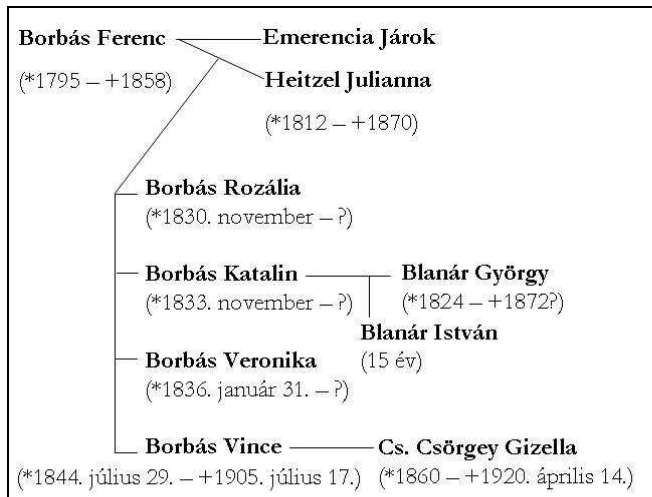 Borbás Ferenc Emerencia Járok
(*1795 – +1858) Heitzel Julianna
(*1812 – +1870)
Borbás Rozália
(*1830. november – ?)
Borbás Katalin Blanár György
(*1833. november – ?) (*1824 – +1872?)
Blanár István
Borbás Veronika (15 év)
(*1836. január 31. – ?)
Borbás Vince Cs. Csörgey Gizella
(*1844. július 29. – +1905. július 17.) (*1860 – +1920. április 14.)